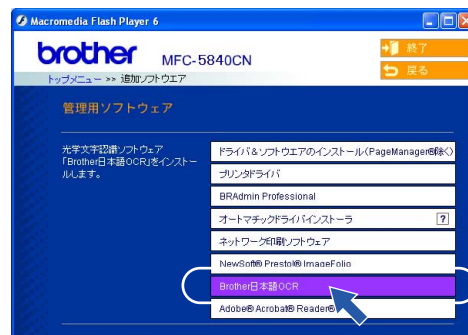 Macromedia Flash Player 6
brother MFC-5840CN
終了
戻る
トップメニュー >> 追加ソフトウエア
管理用ソフトウェア
光学文字認識ソフトウェア
「Brother日本語OCR」をインストー
ルします。
ドライバ&ソフトウエアのインストール(PageManager®除く)
プリンタドライバ
BRAdmin Professional
オートマチックドライバインストーラ ?
ネットワーク印刷ソフトウェア
NewSoft® Presto!® ImageFolio
Brother日本語OCR
Adobe® Acrobat® Reader®